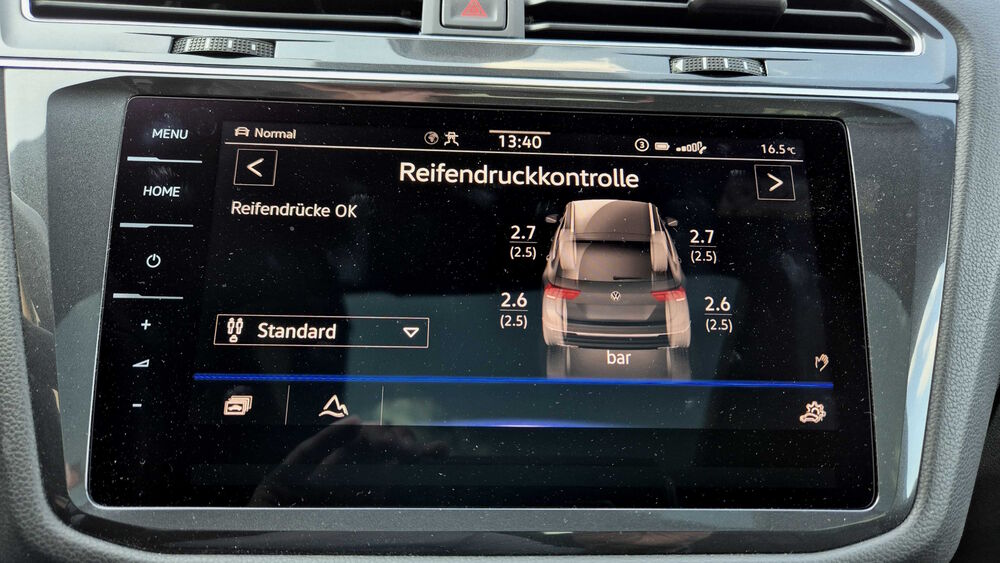 MENU
Normal
13:40
3
16.5°C
HOME
Reifendruckkontrolle
Reifendrücke OK
2.7
(2.5)
2.7
(2.5)
2.6
(2.5)
2.6
(2.5)
Standard
bar